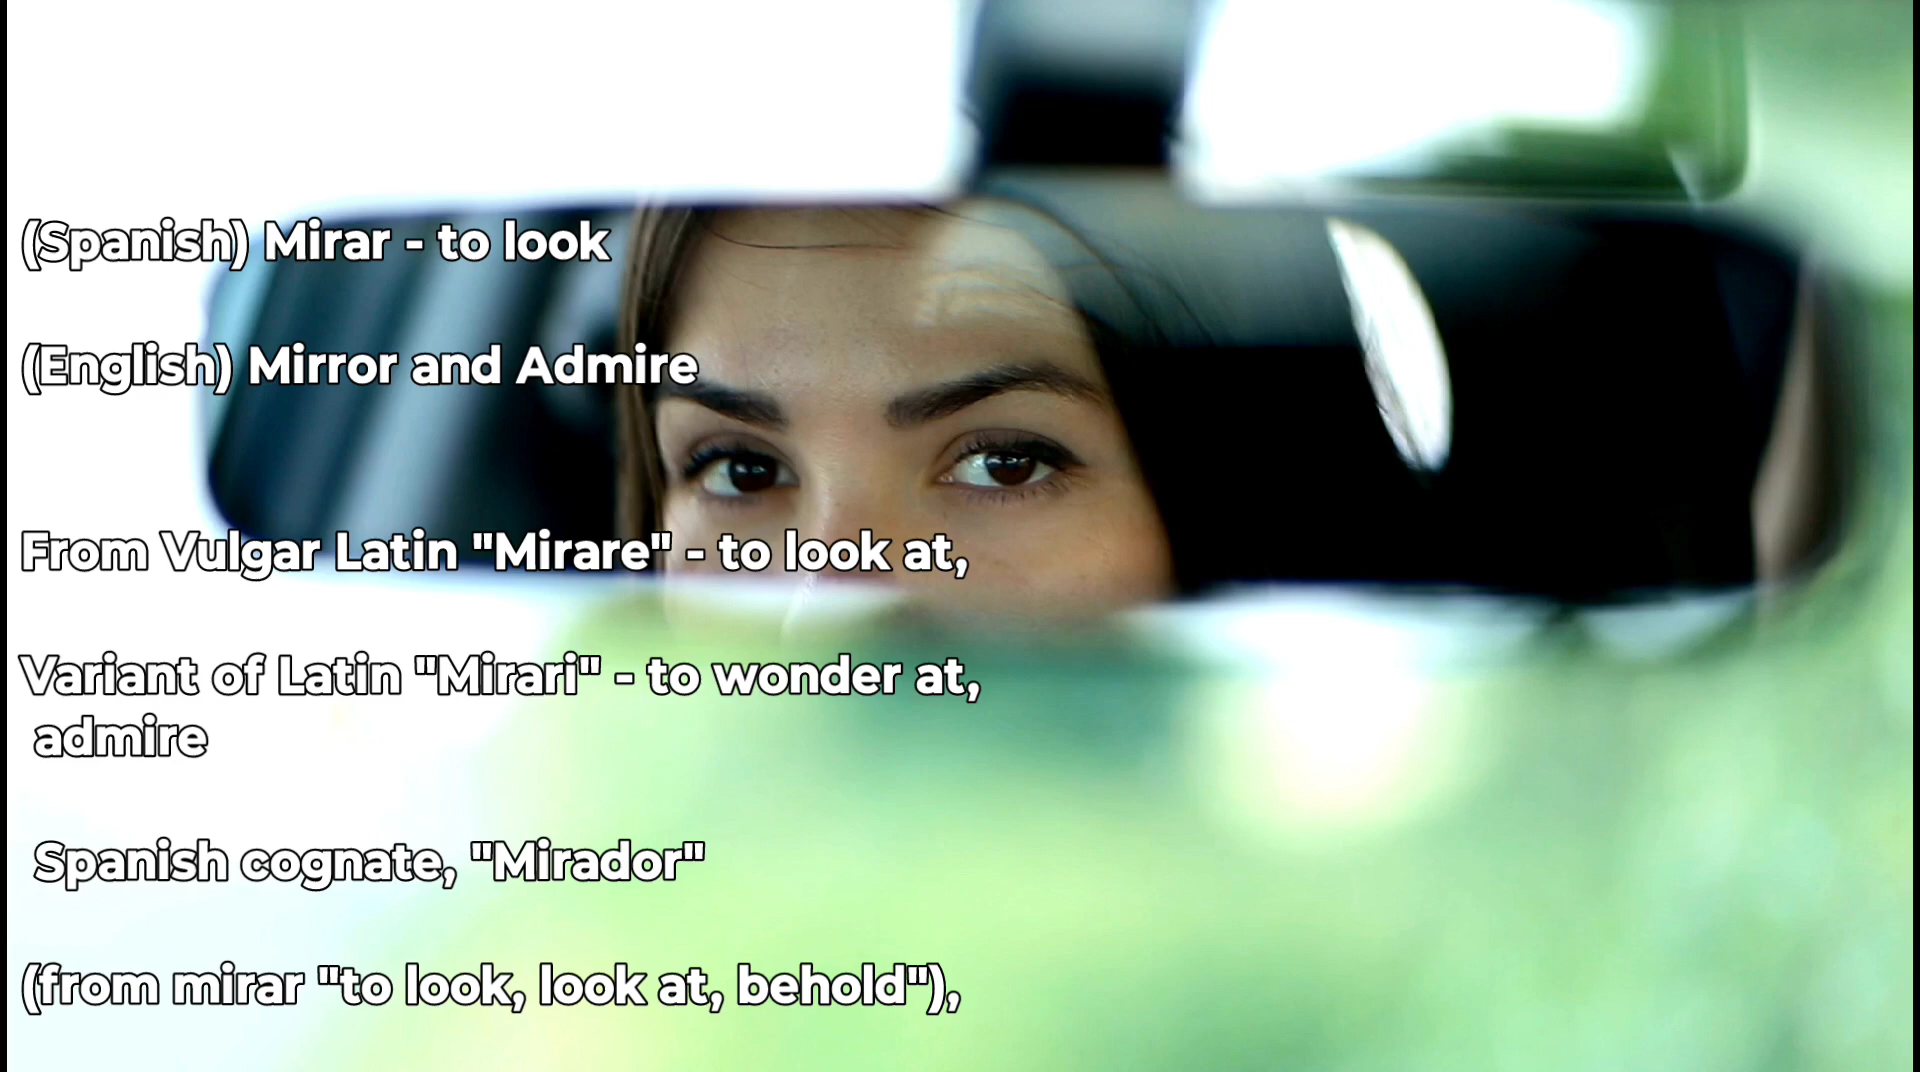 (Spanish) Mirar - to look
(English) Mirror and Admire
From Vulgar Latin "Mirare" - to look at,
Variant of Latin "Mirari" - to wonder at,
admire
Spanish cognate, "Mirador"
(from mirar "to look, look at, behold"),